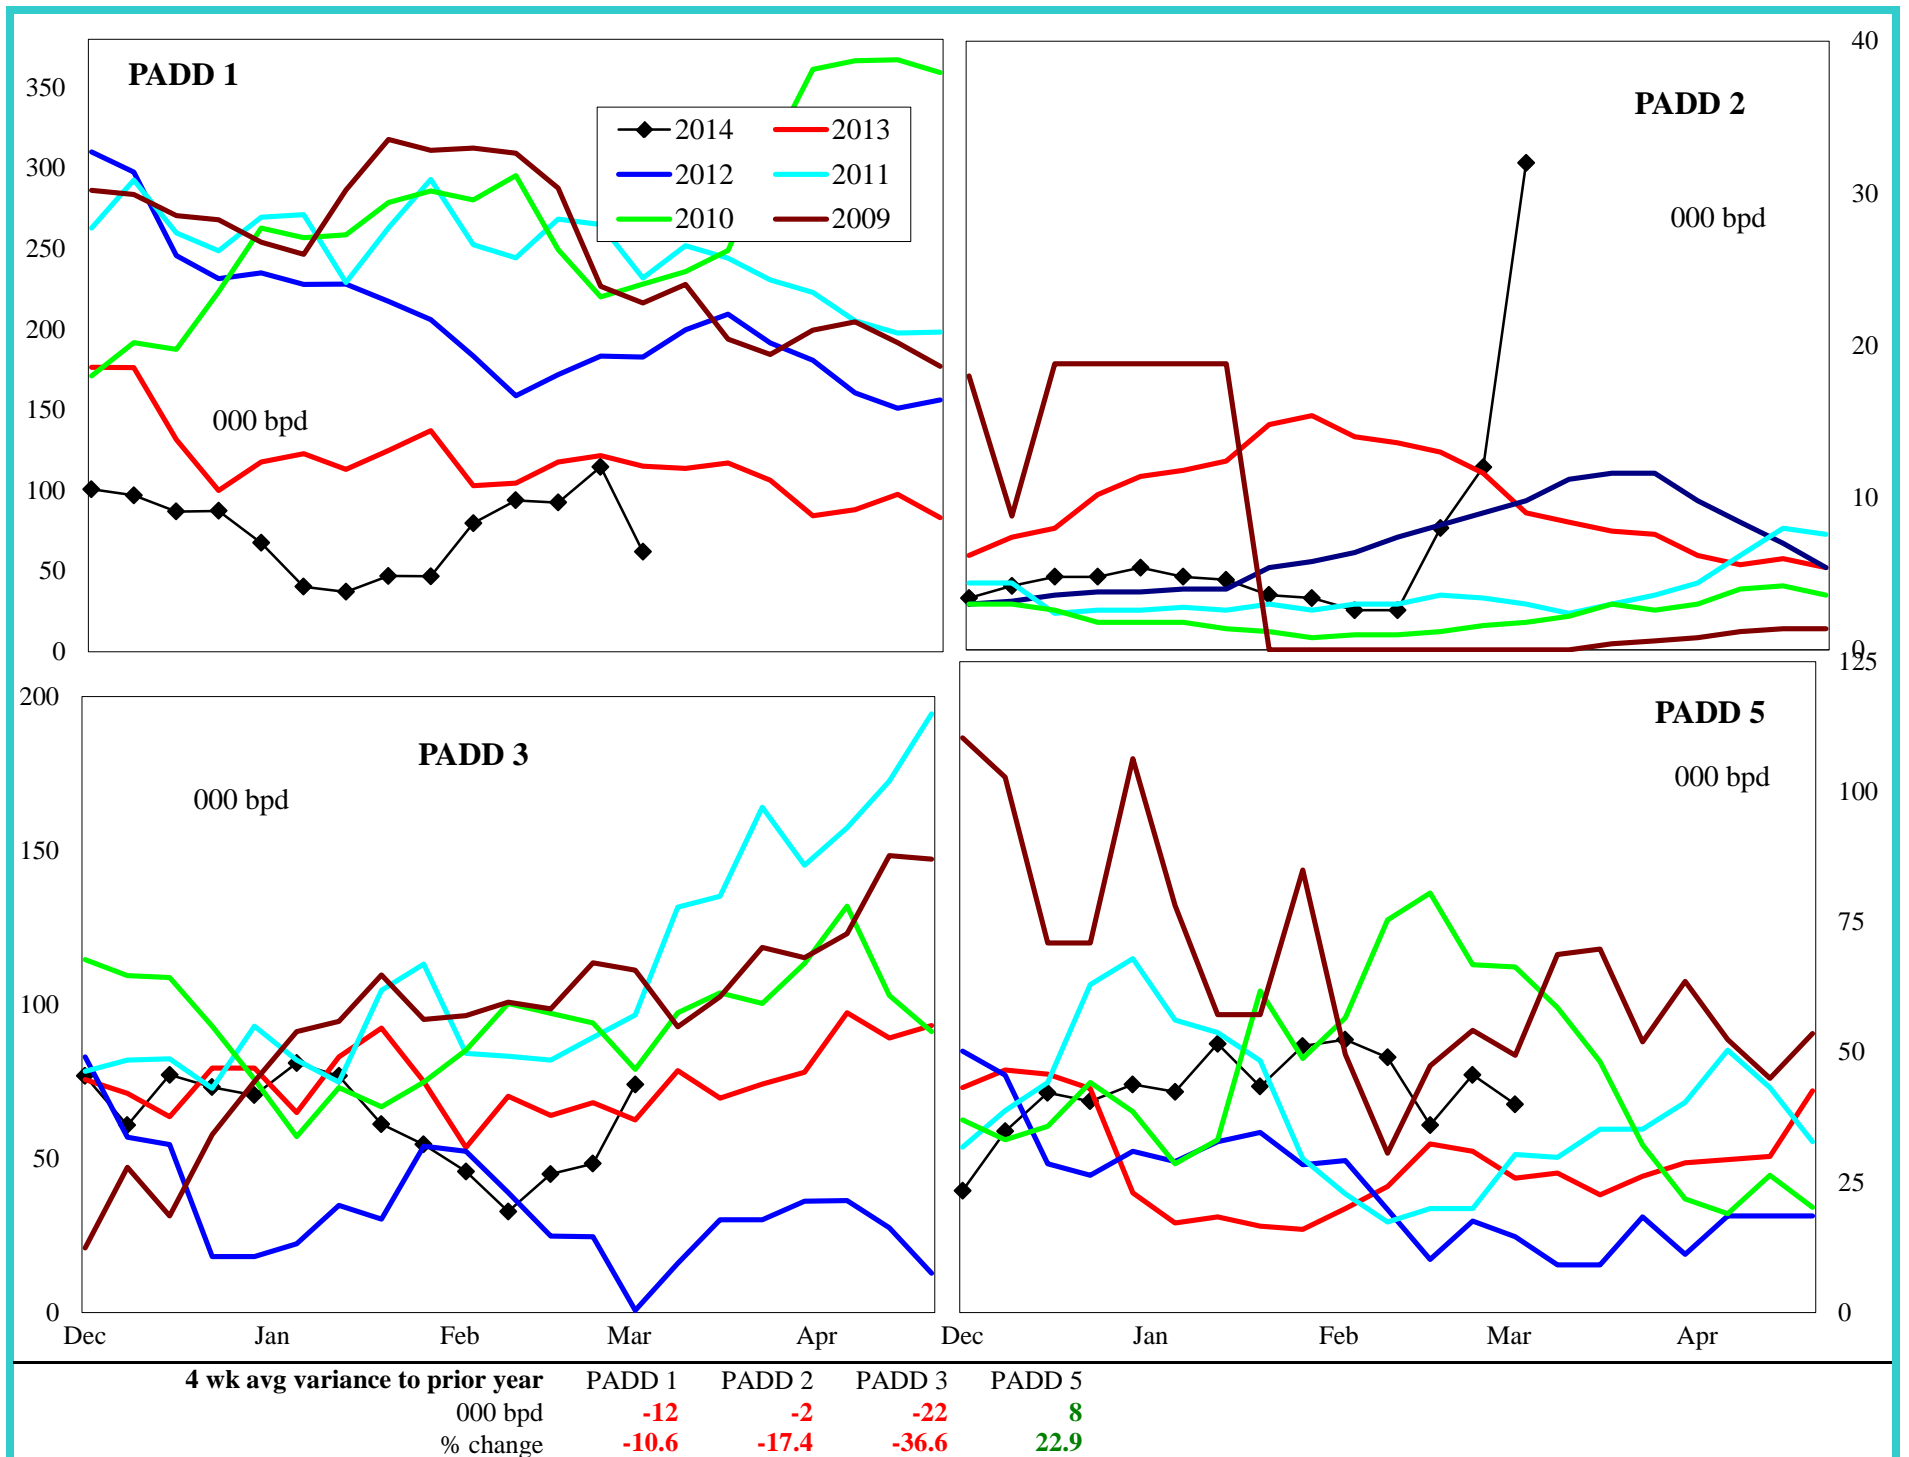 PADD 1
350
300
250
200
150
100
50
0
000 bpd
2014 2013
2012 2011
2010 2009
PADD 2
000 bpd
40
30
20
10
0
PADD 3
000 bpd
200
150
100
50
0
Dec Jan Feb Mar Apr
PADD 5
000 bpd
125
100
75
50
25
0
Dec Jan Feb Mar Apr
4 wk avg variance to prior year PADD 1 PADD 2 PADD 3 PADD 5
000 bpd -12 -2 -22 8
% change -10.6 -17.4 -36.6 22.9